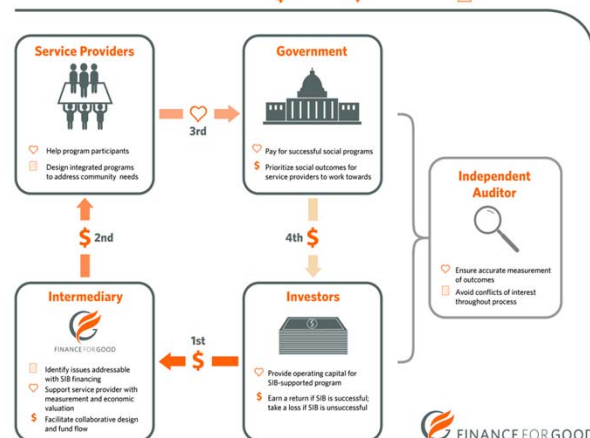 Service Providers
Help program participants
Design integrated programs
to address community needs
3rd
Government
Pay for successful social programs
$ Prioritize social outcomes for
service providers to work towards
Independent
Auditor
Ensure accurate measurement
of outcomes
Avoid conflicts of interest
throughout process
$ 2nd
4th $
Intermediary
FINANCE FOR GOOD
Identify issues addressable
with SIB financing
Support service provider with
measurement and economic
valuation
$ Facilitate collaborative design
and fund flow
1st
$
Investors
$
Provide operating capital for
SIB-supported program
$ Earn a return if SIB is successful;
take a loss if SIB is unsuccessful
FINANCE FOR GOOD